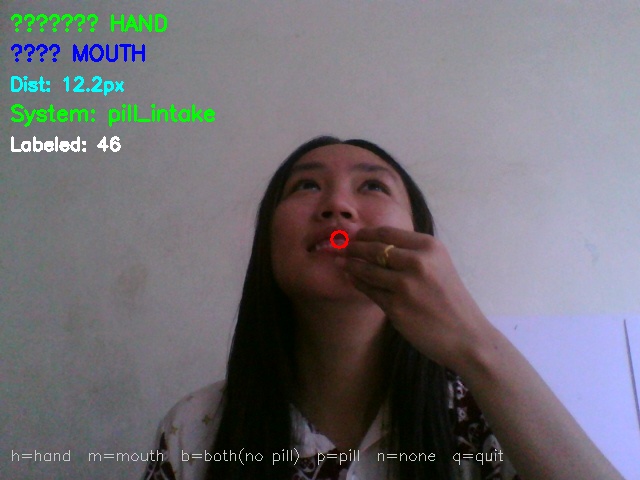 ??????? HAND
???? MOUTH
Dist: 12.2px
System: pill_intake
Labeled: 46
h=hand m=mouth b=both(no pill) p=pill n=none q=quit